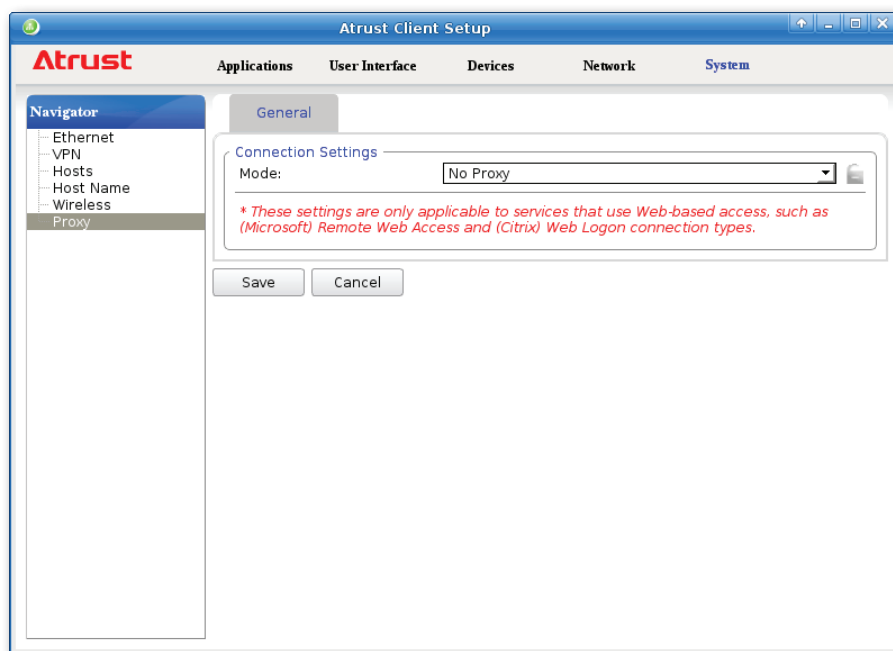 Atrust Client Setup
Atrust
Applications User Interface Devices Network System
Navigator
Ethernet
VPN
Hosts
Host Name
Wireless
Proxy
General
Connection Settings
Mode: No Proxy
* These settings are only applicable to services that use Web-based access, such as
(Microsoft) Remote Web Access and (Citrix) Web Logon connection types.
Save Cancel